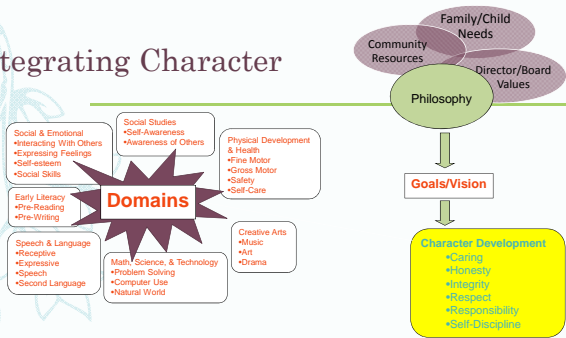 tegrating Character
Family/Child
Needs
Community
Resources
Director/Board
Values
Philosophy
Goals/Vision
Character Development
•Caring
•Honesty
•Integrity
•Respect
•Responsibility
•Self-Discipline
Social & Emotional
•Interacting With Others
•Expressing Feelings
•Self-esteem
•Social Skills
Social Studies
•Self-Awareness
•Awareness of Others
Physical Development
& Health
•Fine Motor
•Gross Motor
•Safety
•Self-Care
Domains
Early Literacy
•Pre-Reading
•Pre-Writing
Speech & Language
•Receptive
•Expressive
•Speech
•Second Language
Math, Science, & Technology
•Problem Solving
•Computer Use
•Natural World
Creative Arts
•Music
•Art
•Drama